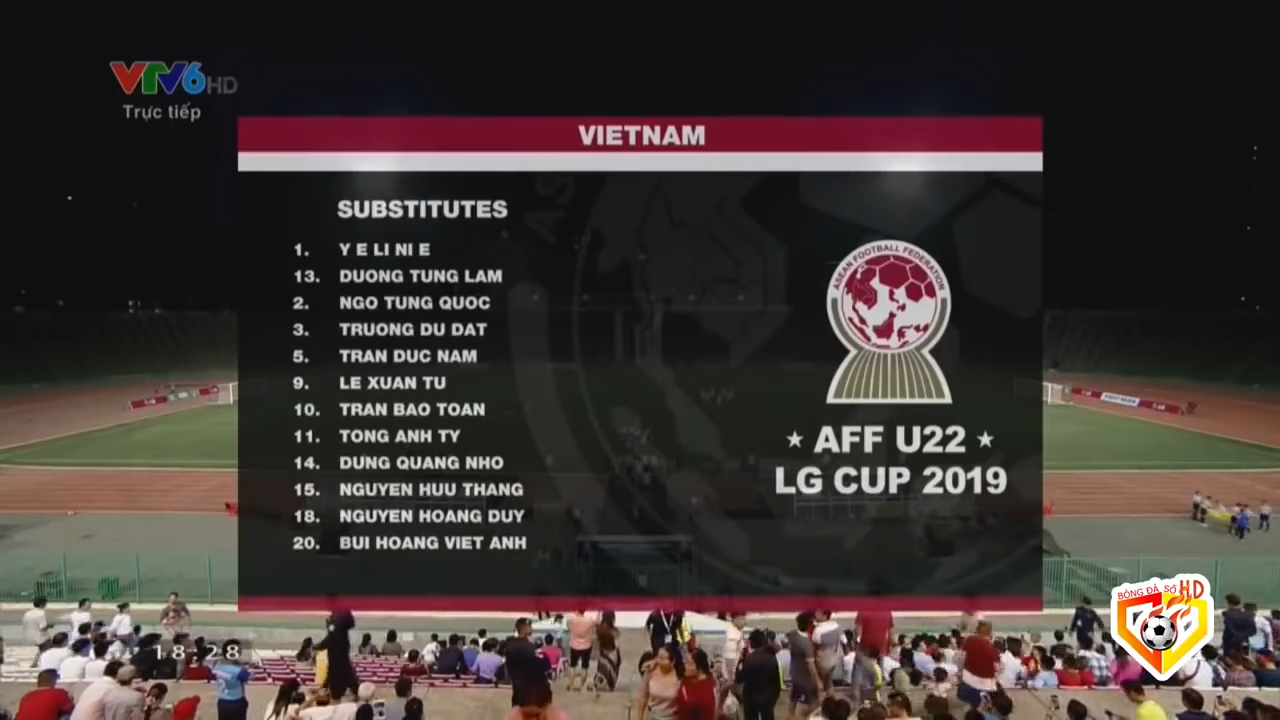 VTV6HD
Trực tiếp
VIETNAM
SUBSTITUTES
1. Y E LI NI E
13. DUONG TUNG LAM
2. NGO TUNG QUOC
3. TRUONG DU DAT
5. TRAN DUC NAM
9. LE XUAN TU
10. TRAN BAO TOAN
11. TONG ANH TY
14. DUNG QUANG NHO
15. NGUYEN HUU THANG
18. NGUYEN HOANG DUY
20. BUI HOANG VIET ANH
ASEAN FOOTBALL FEDERATION
AFF U22
LG CUP 2019
BÓNG ĐÁ SỐ HD
18:28